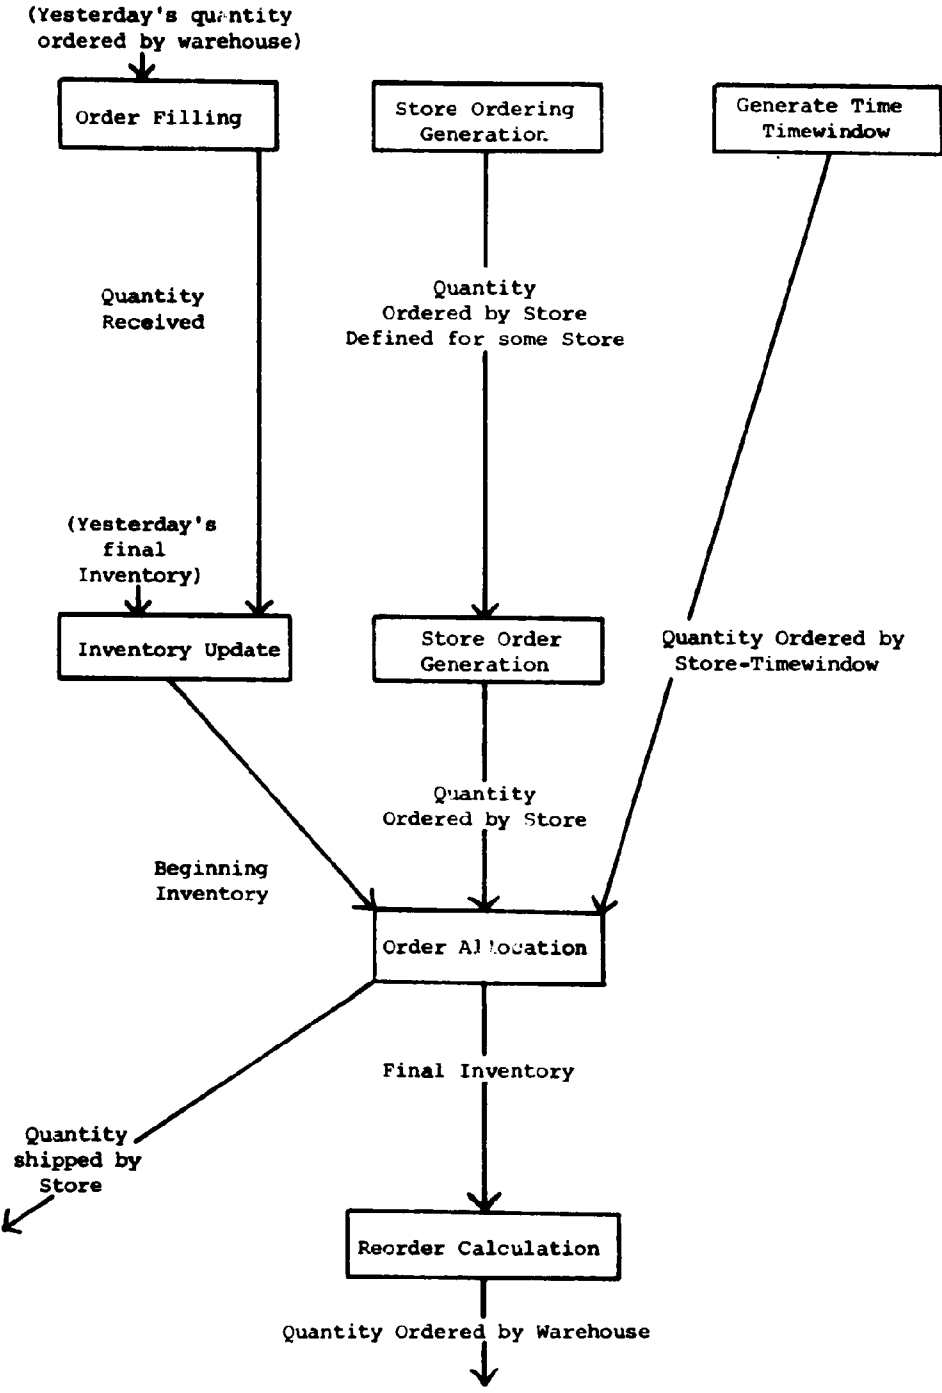 (Yesterday's quantity
ordered by warehouse)
Order Filling
Store Ordering
Generation
Generate Time
Timewindow
Quantity
Received
Quantity
Ordered by Store
Defined for some Store
(Yesterday's
final
Inventory)
Inventory Update
Store Order
Generation
Quantity Ordered by
Store-Timewindow
Quantity
Ordered by Store
Beginning
Inventory
Order Allocation
Final Inventory
Quantity
shipped by
Store
Reorder Calculation
Quantity Ordered by Warehouse